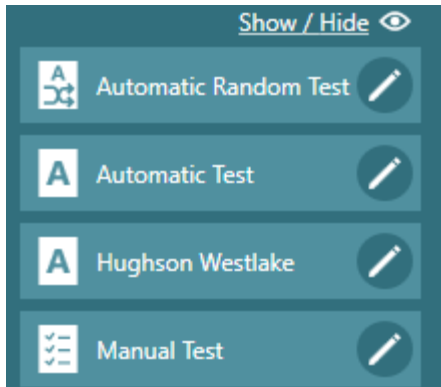 Show / Hide
A
Automatic Random Test
A Automatic Test
A Hughson Westlake
Manual Test